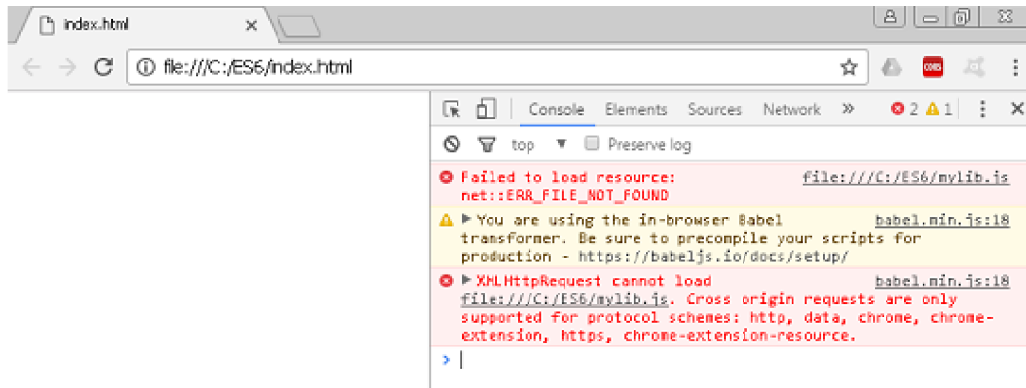 index.html
file:///C:/ES6/index.html
CORS
Console Elements Sources Network » 2 1
top Preserve log
Failed to load resource: file:///C:/ES6/mylib.js
net::ERR_FILE_NOT_FOUND
You are using the in-browser Babel babel.min.js:18
transformer. Be sure to precompile your scripts for
production - https://babeljs.io/docs/setup/
XMLHttpRequest cannot load babel.min.js:18
file:///C:/ES6/mylib.js. Cross origin requests are only
supported for protocol schemes: http, data, chrome, chrome-
extension, https, chrome-extension-resource.